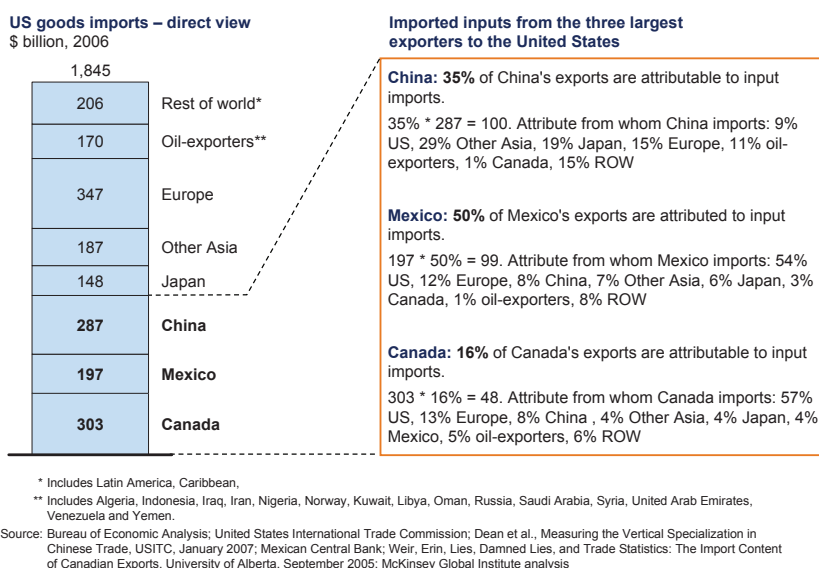 US goods imports – direct view
$ billion, 2006
1,845
206 Rest of world*
170 Oil-exporters**
347 Europe
187 Other Asia
148 Japan
287 China
197 Mexico
303 Canada
Imported inputs from the three largest
exporters to the United States
China: 35% of China's exports are attributable to input
imports.
35% * 287 = 100. Attribute from whom China imports: 9%
US, 29% Other Asia, 19% Japan, 15% Europe, 11% oil-
exporters, 1% Canada, 15% ROW
Mexico: 50% of Mexico's exports are attributed to input
imports.
197 * 50% = 99. Attribute from whom Mexico imports: 54%
US, 12% Europe, 8% China, 7% Other Asia, 6% Japan, 3%
Canada, 1% oil-exporters, 8% ROW
Canada: 16% of Canada's exports are attributable to input
imports.
303 * 16% = 48. Attribute from whom Canada imports: 57%
US, 13% Europe, 8% China , 4% Other Asia, 4% Japan, 4%
Mexico, 5% oil-exporters, 6% ROW
* Includes Latin America, Caribbean,
** Includes Algeria, Indonesia, Iraq, Iran, Nigeria, Norway, Kuwait, Libya, Oman, Russia, Saudi Arabia, Syria, United Arab Emirates,
Venezuela and Yemen.
Source: Bureau of Economic Analysis; United States International Trade Commission; Dean et al., Measuring the Vertical Specialization in
Chinese Trade, USITC, January 2007; Mexican Central Bank; Weir, Erin, Lies, Damned Lies, and Trade Statistics: The Import Content
of Canadian Exports, University of Alberta, September 2005; McKinsey Global Institute analysis